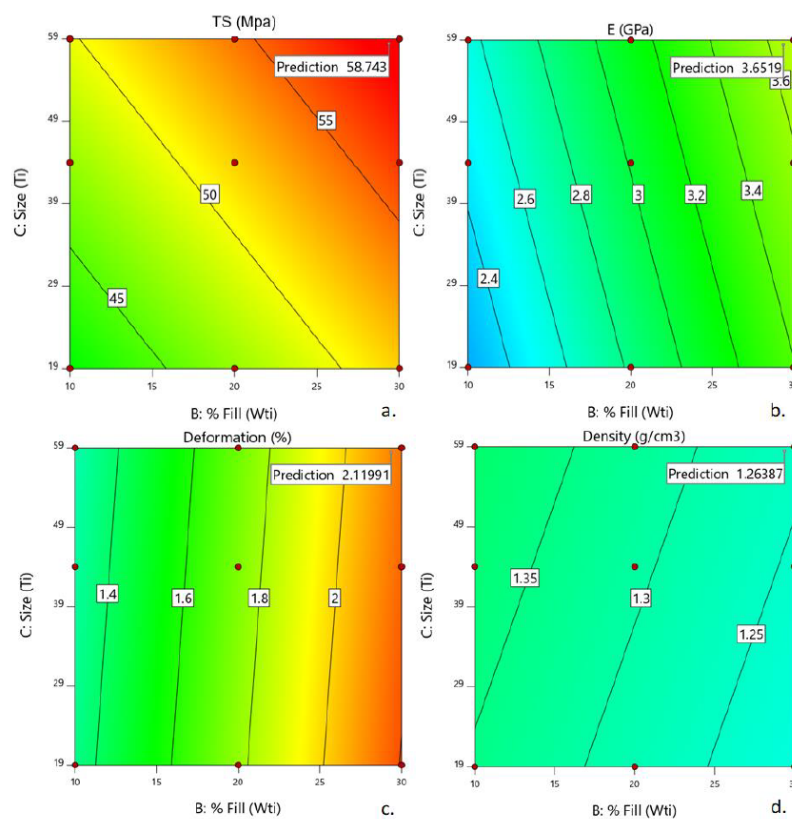 TS (Mpa)
59
49
39
29
19
C: Size (Ti)
Prediction 58.743
55
50
45
10
15
20
25
30
B: % Fill (Wti)
a.
E (GPa)
59
49
39
29
19
C: Size (Ti)
Prediction 3.6519
3.6
2.6
2.8
3
3.2
3.4
2.4
10
15
20
25
30
B: % Fill (Wti)
b.
Deformation (%)
59
49
39
29
19
C: Size (Ti)
Prediction 2.11991
1.4
1.6
1.8
2
10
15
20
25
30
B: % Fill (Wti)
c.
Density (g/cm3)
59
49
39
29
19
C: Size (Ti)
Prediction 1.26387
1.35
1.3
1.25
10
15
20
25
B: % Fill (Wti)
d.